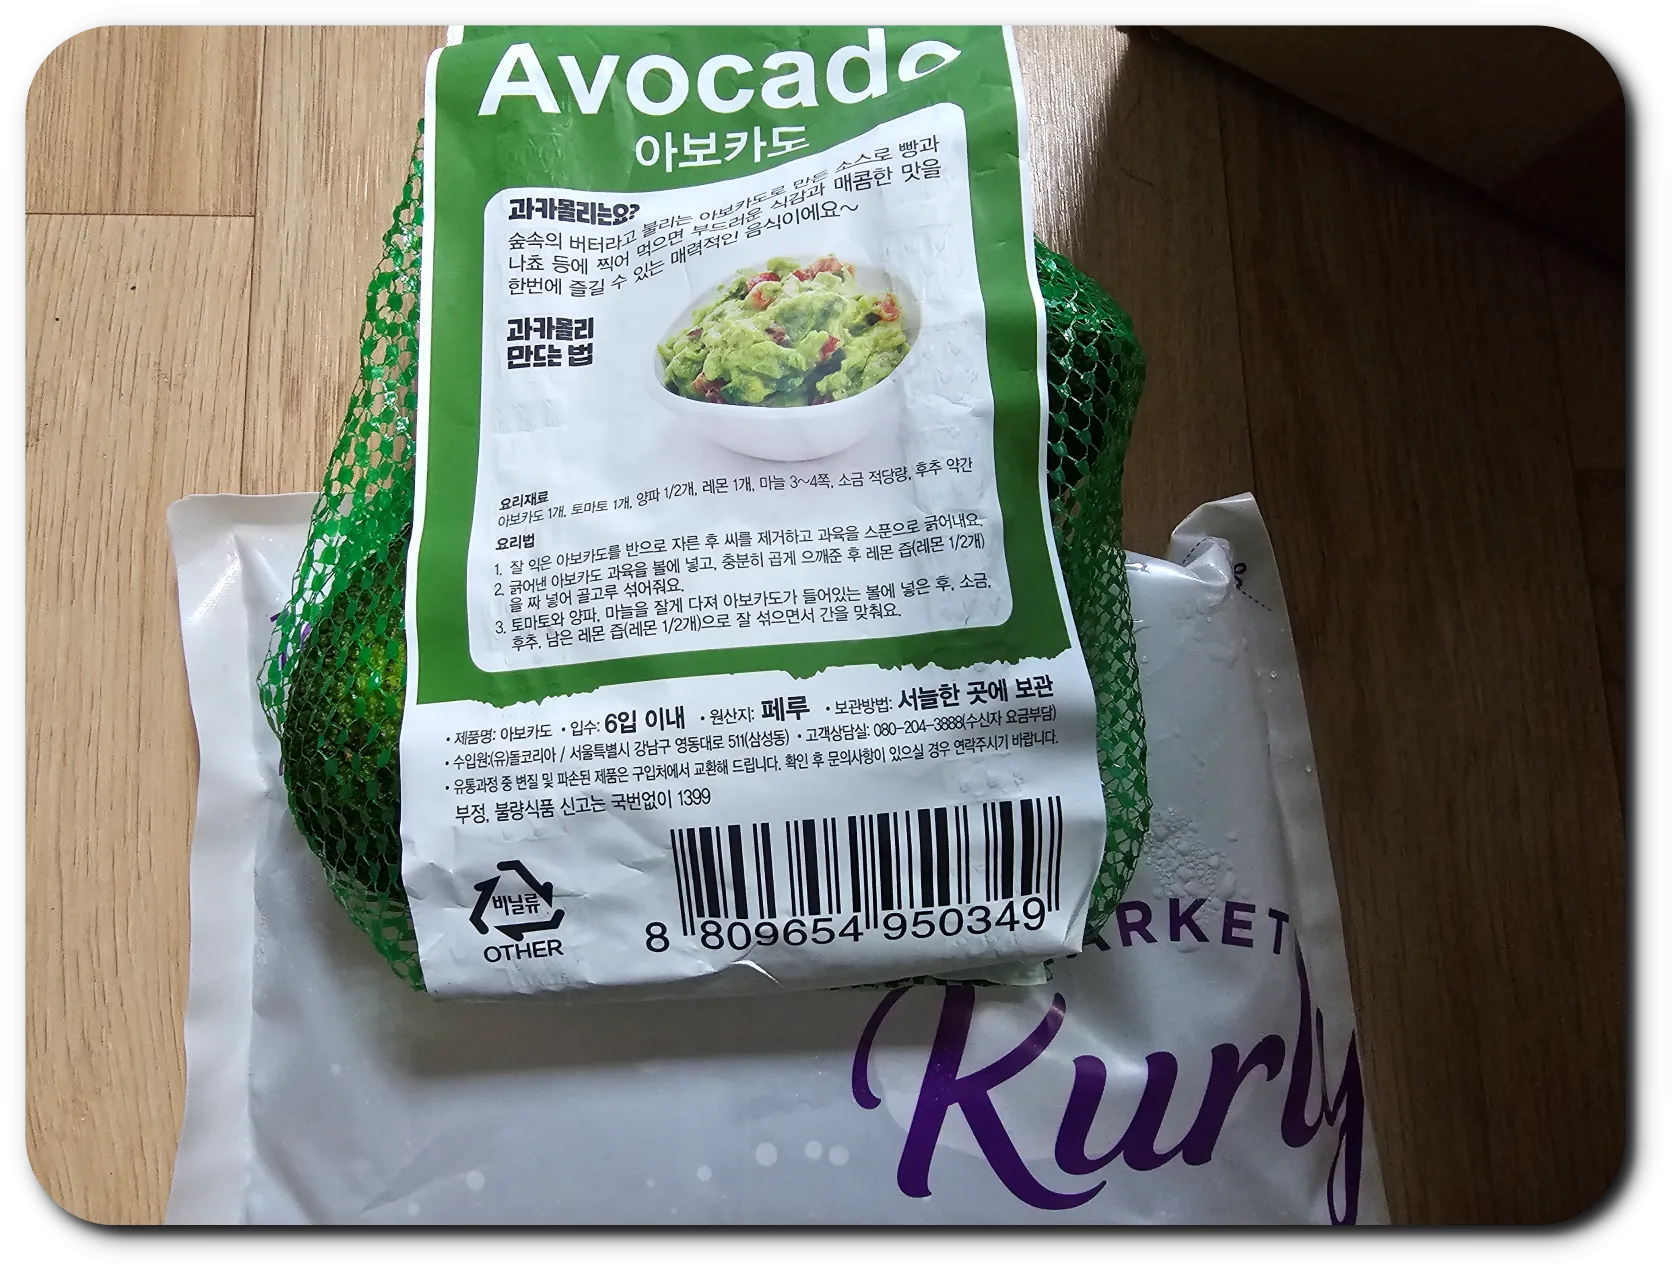 Avocado
아보카도
과카몰리는요?
숲속의 버터라고 불리는 아보카도로 만든 소스로 빵과
나쵸 등에 찍어 먹으면 부드러운 식감과 매콤한 맛을
한번에 즐길 수 있는 매력적인 음식이에요~
과카몰리
만드는 법
요리재료
아보카도 1개, 토마토 1개, 양파 1/2개, 레몬 1개, 마늘 3~4쪽, 소금 적당량, 후추 약간
요리법
1. 잘 익은 아보카도를 반으로 자른 후 씨를 제거하고 과육을 스푼으로 긁어내요.
2. 긁어낸 아보카도 과육을 볼에 넣고, 충분히 곱게 으깨준 후 레몬 즙(레몬 1/2개)
을 짜 넣어 골고루 섞어줘요.
3. 토마토와 양파, 마늘을 잘게 다져 아보카도가 들어있는 볼에 넣은 후, 소금,
후추, 남은 레몬 즙(레몬 1/2개)으로 잘 섞으면서 간을 맞춰요.
• 제품명: 아보카도 • 입수: 6입 이내 • 원산지: 페루 • 보관방법: 서늘한 곳에 보관
• 수입원:(유)돌코리아 / 서울특별시 강남구 영동대로 511(삼성동) • 고객상담실: 080-204-3888(수신자 요금부담)
• 유통과정 중 변질 및 파손된 제품은 구입처에서 교환해 드립니다. 확인 후 문의사항이 있으실 경우 연락주시기 바랍니다.
부정, 불량식품 신고는 국번없이 1399
비닐류
OTHER
8 809654 950349
ARKET
Kurly